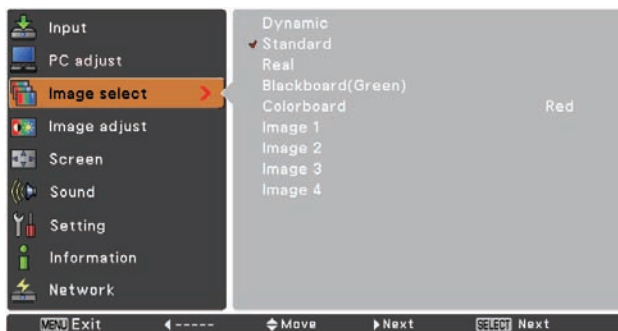 Input
PC adjust
Image select
Image adjust
Screen
Sound
Setting
Information
Network
Dynamic
Standard
Real
Blackboard(Green)
Colorboard Red
Image 1
Image 2
Image 3
Image 4
MENU Exit ◀----- Move ▶Next SELECT Next